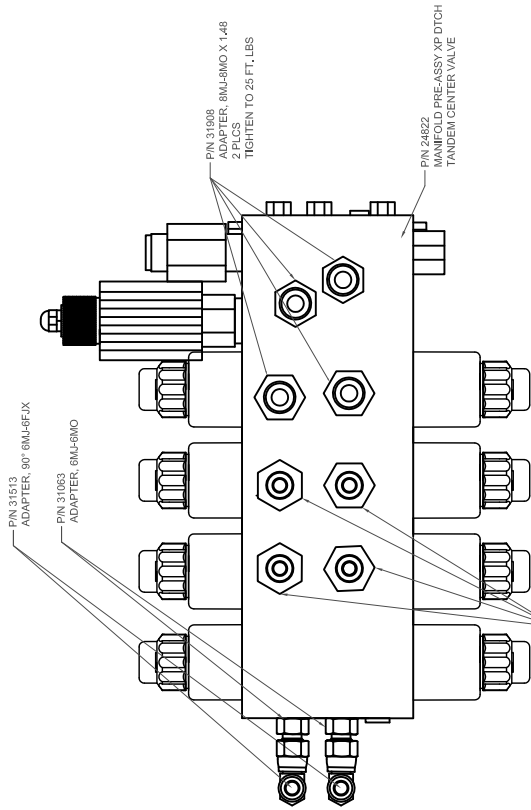 P/N 31513
ADAPTER, 90° 6MJ-6FJX
P/N 31063
ADAPTER, 6MJ-6MO
P/N 31908
ADAPTER, 8MJ-8MO X 1.48
2 PLCS
TIGHTEN TO 25 FT. LBS
P/N 24822
MANIFOLD PRE-ASSY XP DTCH
TANDEM CENTER VALVE